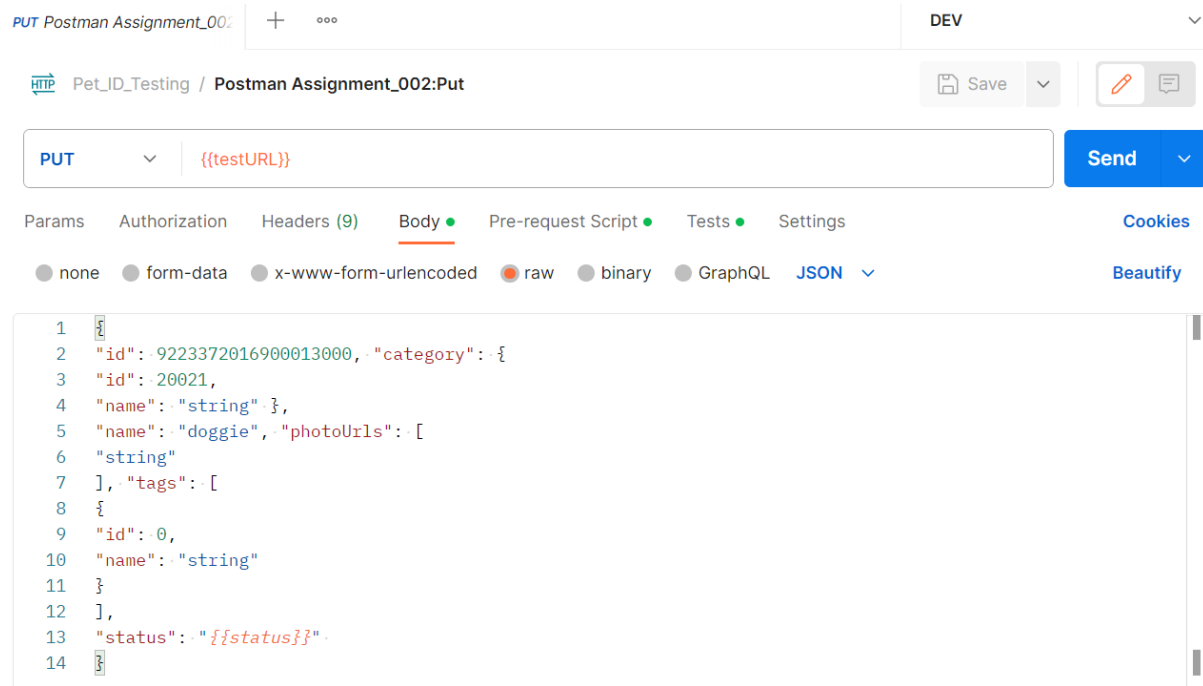 PUT Postman Assignment_002
DEV
HTTP Pet_ID_Testing / Postman Assignment_002:Put
Save
PUT {{testURL}}
Send
Params Authorization Headers (9) Body Pre-request Script Tests Settings Cookies
none form-data x-www-form-urlencoded raw binary GraphQL JSON Beautify
1 {
2 "id": 9223372016900013000, "category": {
3 "id": 20021,
4 "name": "string" },
5 "name": "doggie", "photoUrls": [
6 "string"
7 ], "tags": [
8 {
9 "id": 0,
10 "name": "string"
11 }
12 ],
13 "status": "{{status}}"
14 }